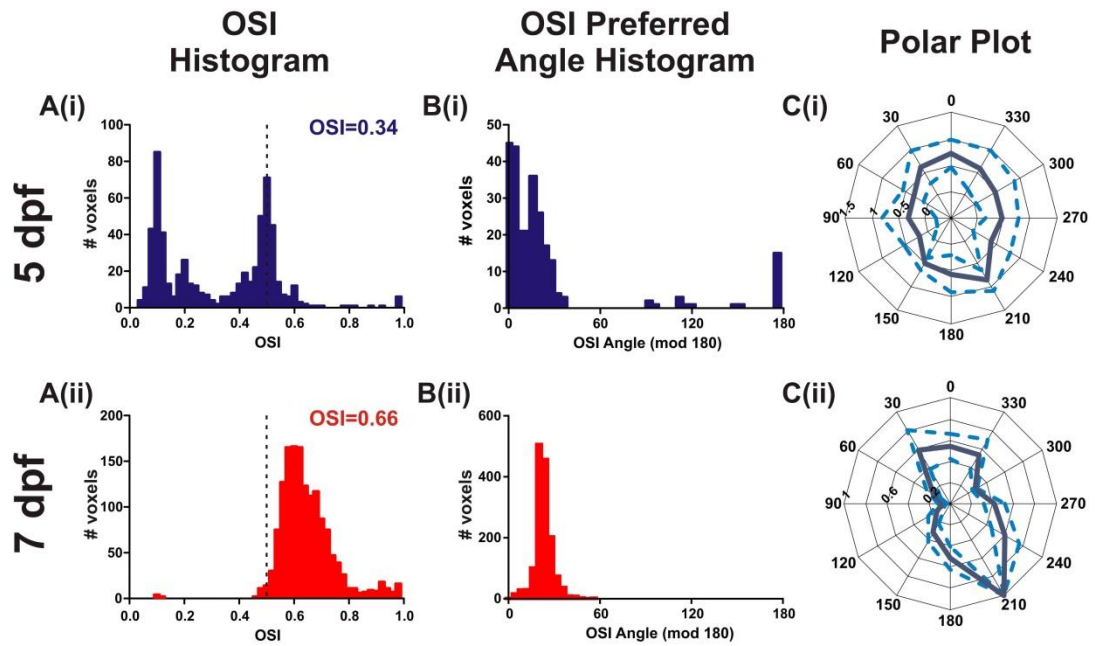 OSI
Histogram
OSI Preferred
Angle Histogram
Polar Plot
5 dpf
A(i)
OSI=0.34
# voxels
100
80
60
40
20
0
0.0 0.2 0.4 0.6 0.8 1.0
OSI
B(i)
# voxels
50
40
30
20
10
0
0 60 120 180
OSI Angle (mod 180)
C(i)
0
30 330
60 300
1.5 1 0.5 0
90 270
120 240
150 210
180
7 dpf
A(ii)
OSI=0.66
# voxels
200
150
100
50
0
0.0 0.2 0.4 0.6 0.8 1.0
OSI
B(ii)
# voxels
600
400
200
0
0 60 120 180
OSI Angle (mod 180)
C(ii)
0
30 330
60 300
1 0.6 0.2
90 270
120 240
150 210
180